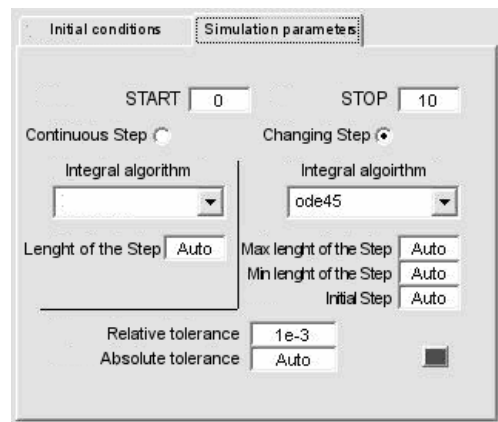 Initial conditions Simulation parameters
START 0 STOP 10
Continuous Step Changing Step
Integral algorithm Integral algoirthm
ode45
Lenght of the Step Auto Max lenght of the Step Auto
Min lenght of the Step Auto
Initial Step Auto
Relative tolerance 1e-3
Absolute tolerance Auto